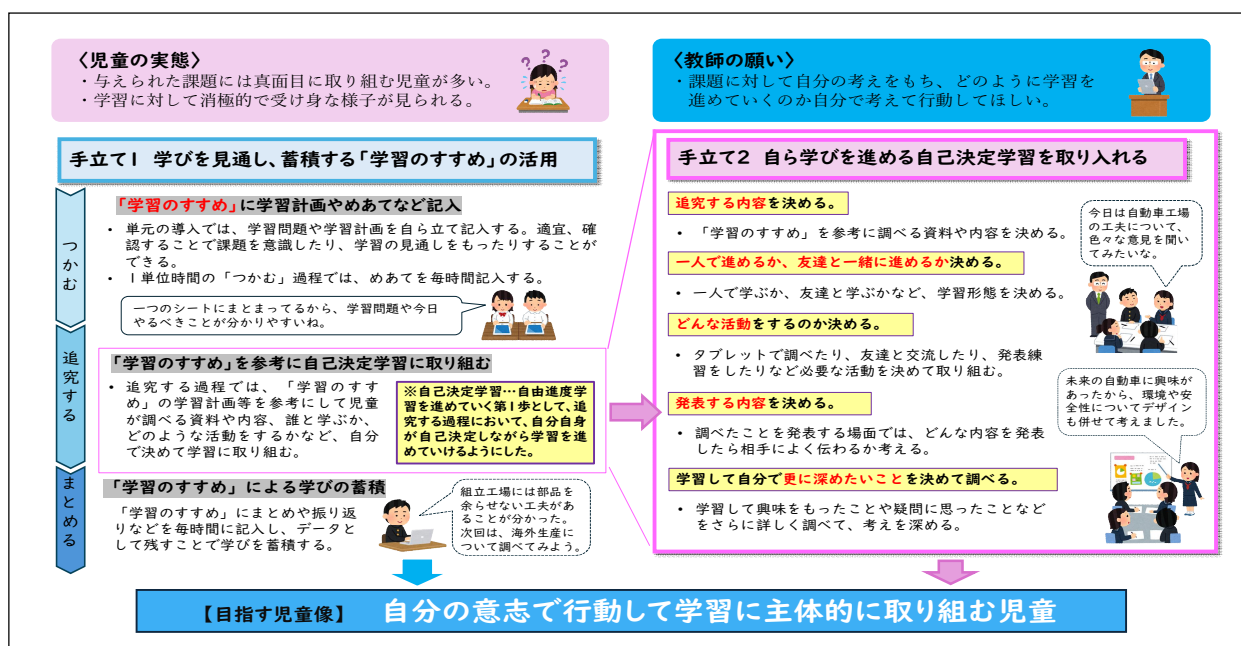 〈児童の実態〉
・与えられた課題には真面目に取り組む児童が多い。
・学習に対して消極的で受け身な様子が見られる。
〈教師の願い〉
・課題に対して自分の考えをもち、どのように学習を
進めていくのか自分で考えて行動してほしい。
手立て1 学びを見通し、蓄積する「学習のすすめ」の活用
つかむ
「学習のすすめ」に学習計画やめあてなど記入
• 単元の導入では、学習問題や学習計画を自ら立て記入する。適宜、確
認することで課題を意識したり、学習の見通しをもったりすることが
できる。
• 1単位時間の「つかむ」過程では、めあてを毎時間記入する。
一つのシートにまとまってるから、学習問題や今日
やるべきことが分かりやすいね。
追究する
「学習のすすめ」を参考に自己決定学習に取り組む
• 追究する過程では、「学習のすす
め」の学習計画等を参考にして児童
が調べる資料や内容、誰と学ぶか、
どのような活動をするかなど、自分
で決めて学習に取り組む。
※自己決定学習…自由進度学
習を進めていく第1歩として、追
究する過程において、自分自身
が自己決定しながら学習を進
めていけるようにした。
まとめる
「学習のすすめ」による学びの蓄積
「学習のすすめ」にまとめや振り返
りなどを毎時間に記入し、データと
して残すことで学びを蓄積する。
組立工場には部品を
余らせない工夫があ
ることが分かった。
次回は、海外生産に
ついて調べてみよう。
手立て2 自ら学びを進める自己決定学習を取り入れる
追究する内容を決める。
• 「学習のすすめ」を参考に調べる資料や内容を決める。
一人で進めるか、友達と一緒に進めるか決める。
• 一人で学ぶか、友達と学ぶかなど、学習形態を決める。
どんな活動をするのか決める。
• タブレットで調べたり、友達と交流したり、発表練
習をしたりなど必要な活動を決めて取り組む。
発表する内容を決める。
• 調べたことを発表する場面では、どんな内容を発表
したら相手によく伝わるか考える。
学習して自分で更に深めたいことを決めて調べる。
• 学習して興味をもったことや疑問に思ったことなど
をさらに詳しく調べて、考えを深める。
今日は自動車工場
の工夫について、
色々な意見を聞い
てみたいな。
未来の自動車に興味が
あったから、環境や安
全性についてデザイン
も併せて考えました。
【目指す児童像】 自分の意志で行動して学習に主体的に取り組む児童